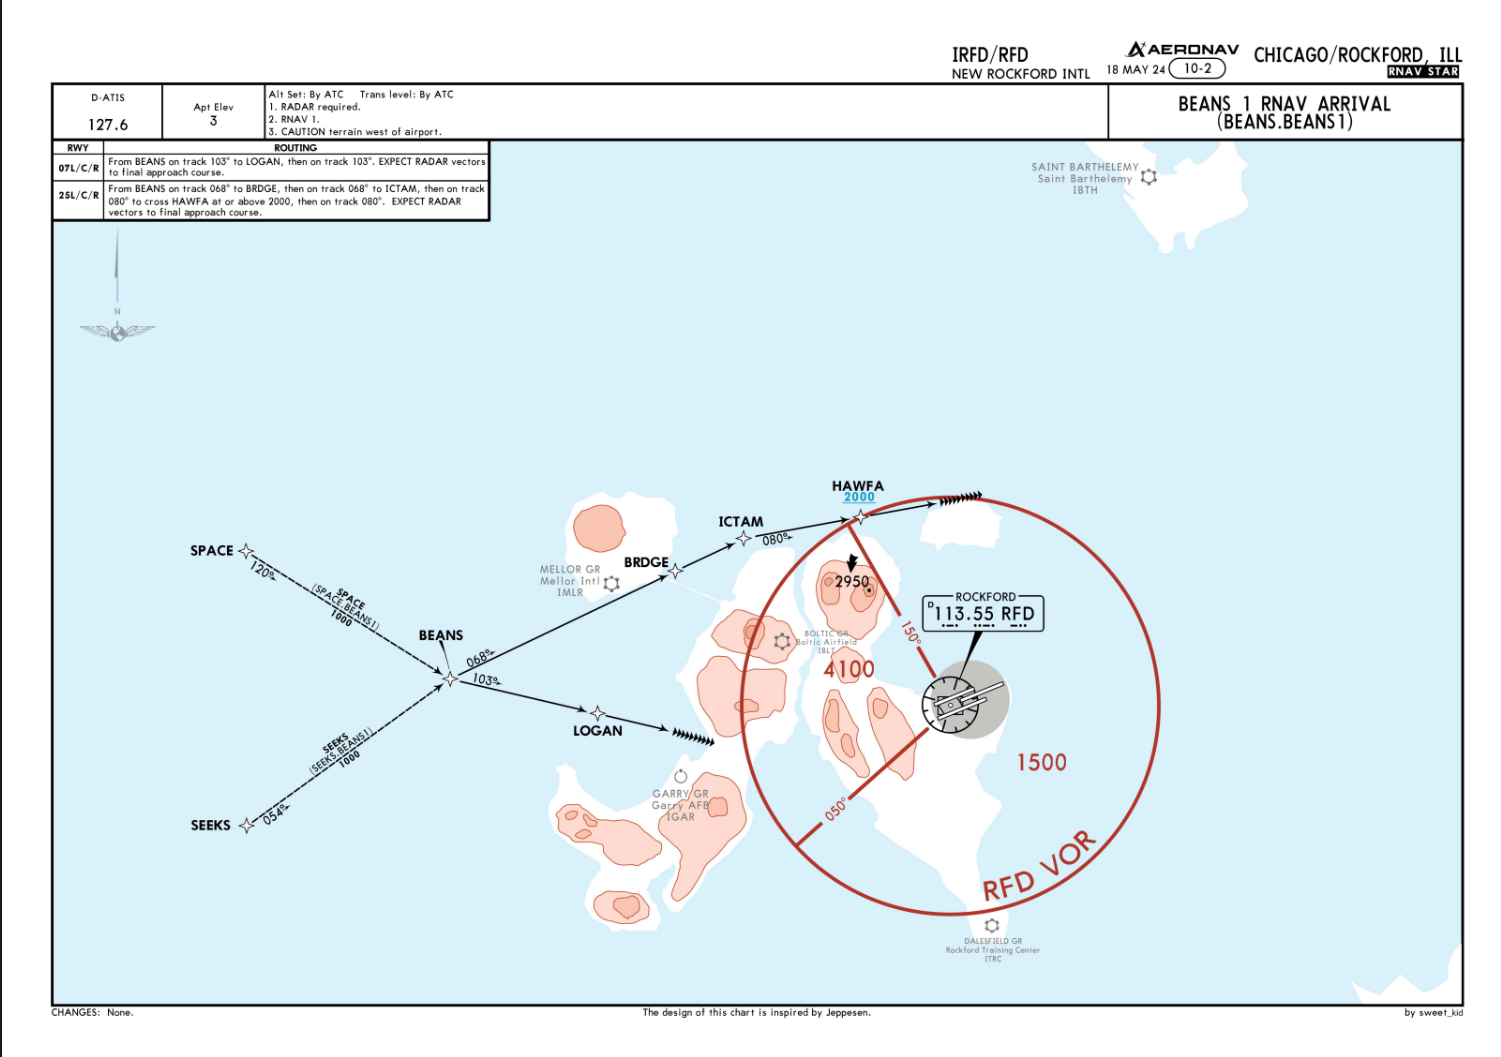 IRFD/RFD
NEW ROCKFORD INTL
AERONAV
18 MAY 24
10-2
CHICAGO/ROCKFORD, ILL
RNAV STAR
D-ATIS
127.6
Apt Elev
3
Alt Set: By ATC Trans level: By ATC
1. RADAR required.
2. RNAV 1.
3. CAUTION terrain west of airport.
BEANS 1 RNAV ARRIVAL
(BEANS.BEANS1)
RWY
ROUTING
07L/C/R
From BEANS on track 103° to LOGAN, then on track 103°. EXPECT RADAR vectors
to final approach course.
25L/C/R
From BEANS on track 068° to BRDGE, then on track 068° to ICTAM, then on track
080° to cross HAWFA at or above 2000, then on track 080°. EXPECT RADAR
vectors to final approach course.
SAINT BARTHELEMY
Saint Barthelemy
IBTH
N
HAWFA
2000
ICTAM
080°
SPACE
120°
SPACE
(SPACE.BEANS1)
1000
BRDGE
MELLOR GR
Mellor Intl
IMLR
2950
ROCKFORD
D
113.55 RFD
BEANS
068°
103°
BOLTIC GR
Boltic Airfield
IBLT
150°
4100
LOGAN
SEEKS
(SEEKS.BEANS1)
1000
1500
GARRY GR
Garry AFB
IGAR
050°
SEEKS
054°
RFD VOR
DALESFIELD GR
Rockford Training Center
ITRC
CHANGES: None.
The design of this chart is inspired by Jeppesen.
by sweet_kid